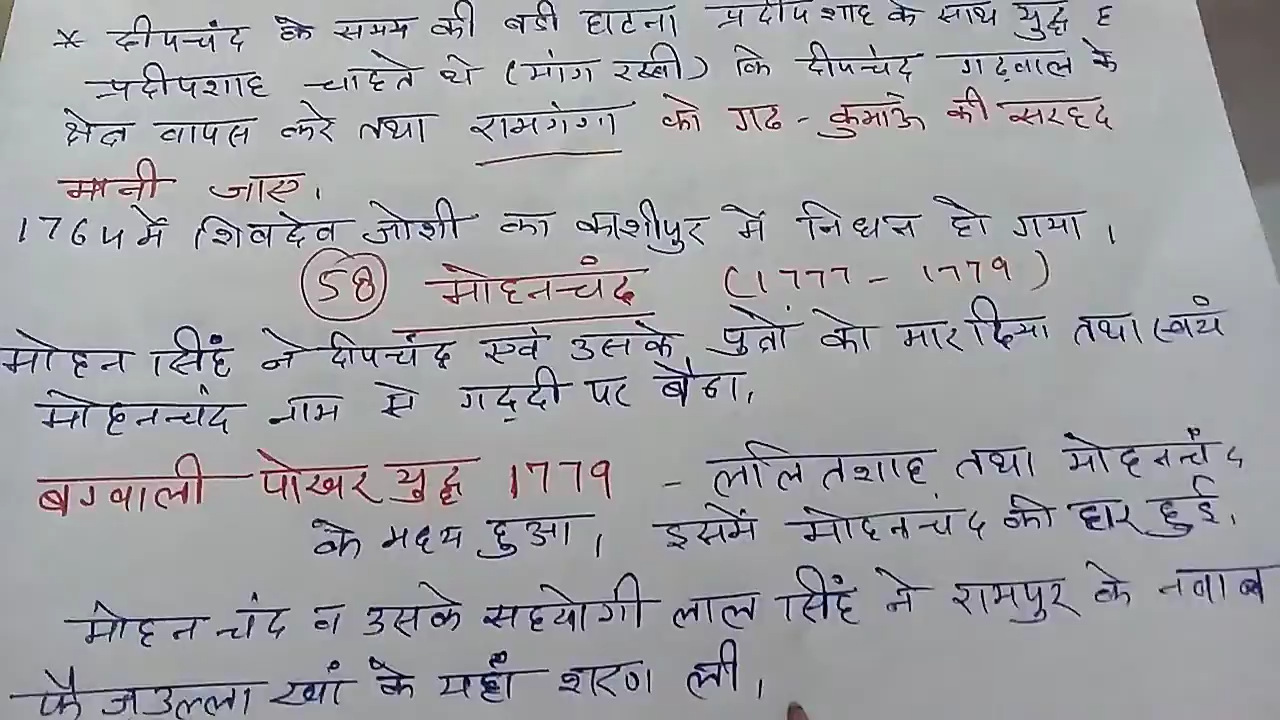 * दीपचंद के समय की बडी घटना प्रदीपशाह के साथ युद्ध है
प्रदीपशाह चाहते थे (मांग रखी) कि दीपचंद गढ़वाल के
क्षेत्र वापस करे तथा रामगंगा को गढ - कुमाऊं की सरहद
मानी जाए।
1764 में शिवदेव जोशी का काशीपुर में निधन हो गया।
58 मोहनचंद (1777 - 1779)
मोहन सिंह ने दीपचंद एवं उसके पुत्रों को मार दिया तथा स्वयं
मोहनचंद नाम से गद्दी पर बैठा।
बग्वाली पोखर युद्ध 1779 - ललितशाह तथा मोहनचंद
के मध्य हुआ। इसमें मोहनचंद की हार हुई।
मोहन चंद व उसके सहयोगी लाल सिंह ने रामपुर के नवाब
फैजउल्ला खां के यहाँ शरण ली।